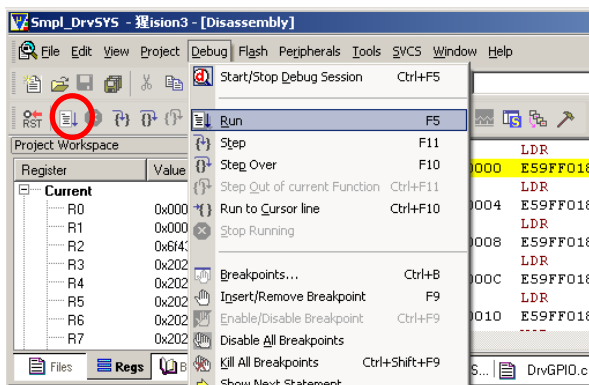 Smpl_DrvSYS - 猩ision3 - [Disassembly]
File Edit View Project Debug Flash Peripherals Tools SVCS Window Help
Start/Stop Debug Session Ctrl+F5
RST
Run F5
Project Workspace
Step F11
LDR
Register Value
Step Over F10
0000 E59FF018
Current
Step Out of current Function Ctrl+F11
LDR
R0 0x000
Run to Cursor line Ctrl+F10
0004 E59FF018
R1 0x000
Stop Running
LDR
R2 0x6f43
0008 E59FF018
R3 0x202
LDR
R4 0x202
Breakpoints... Ctrl+B
000C E59FF018
R5 0x202
Insert/Remove Breakpoint F9
LDR
R6 0x202
Enable/Disable Breakpoint Ctrl+F9
0010 E59FF018
R7 0x202
Disable All Breakpoints
Files Regs B
Kill All Breakpoints Ctrl+Shift+F9
S... DrvGPIO.c
Show Next Statement